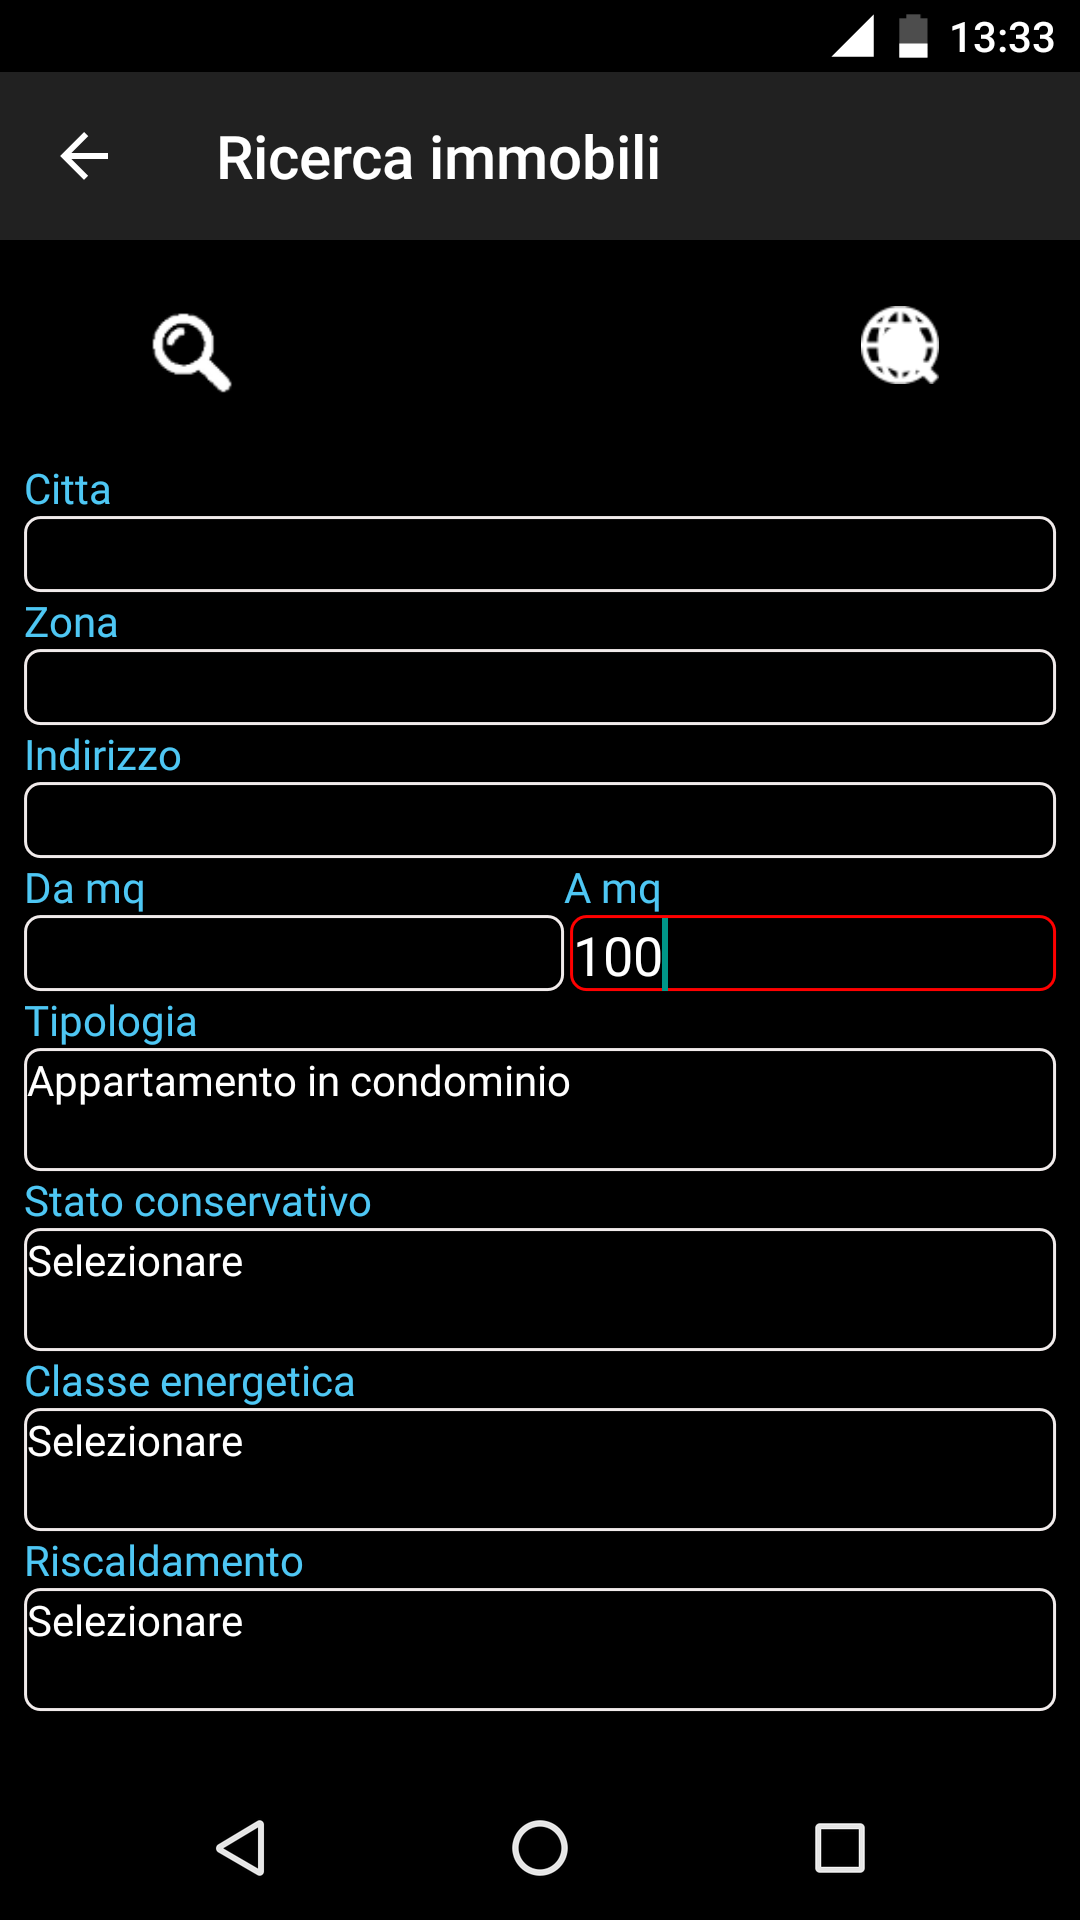 13:33
Ricerca immobili
Citta
Zona
Indirizzo
Da mq
A mq
100
Tipologia
Appartamento in condominio
Stato conservativo
Selezionare
Classe energetica
Selezionare
Riscaldamento
Selezionare